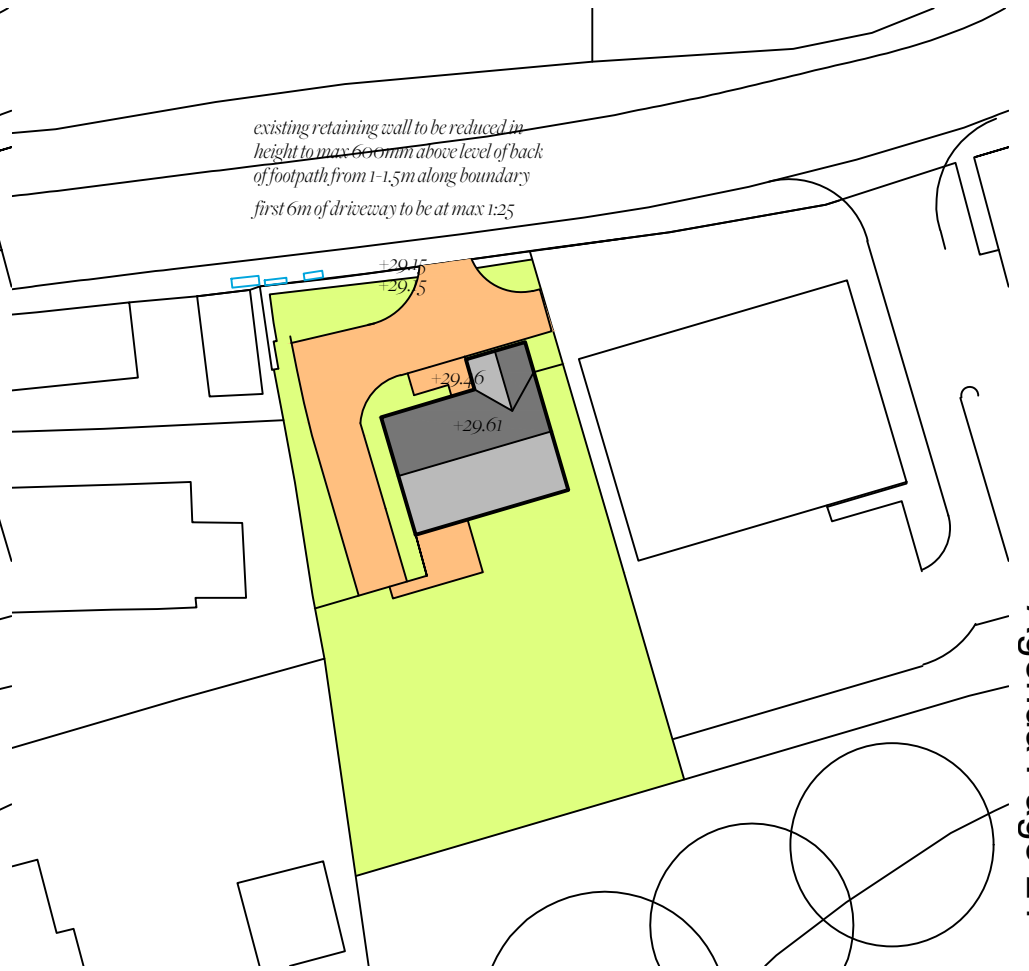 existing retaining wall to be reduced in
height to max 600mm above level of back
of footpath from 1-1.5m along boundary
first 6m of driveway to be at max 1:25
+29.15
+29.15
+29.46
+29.61